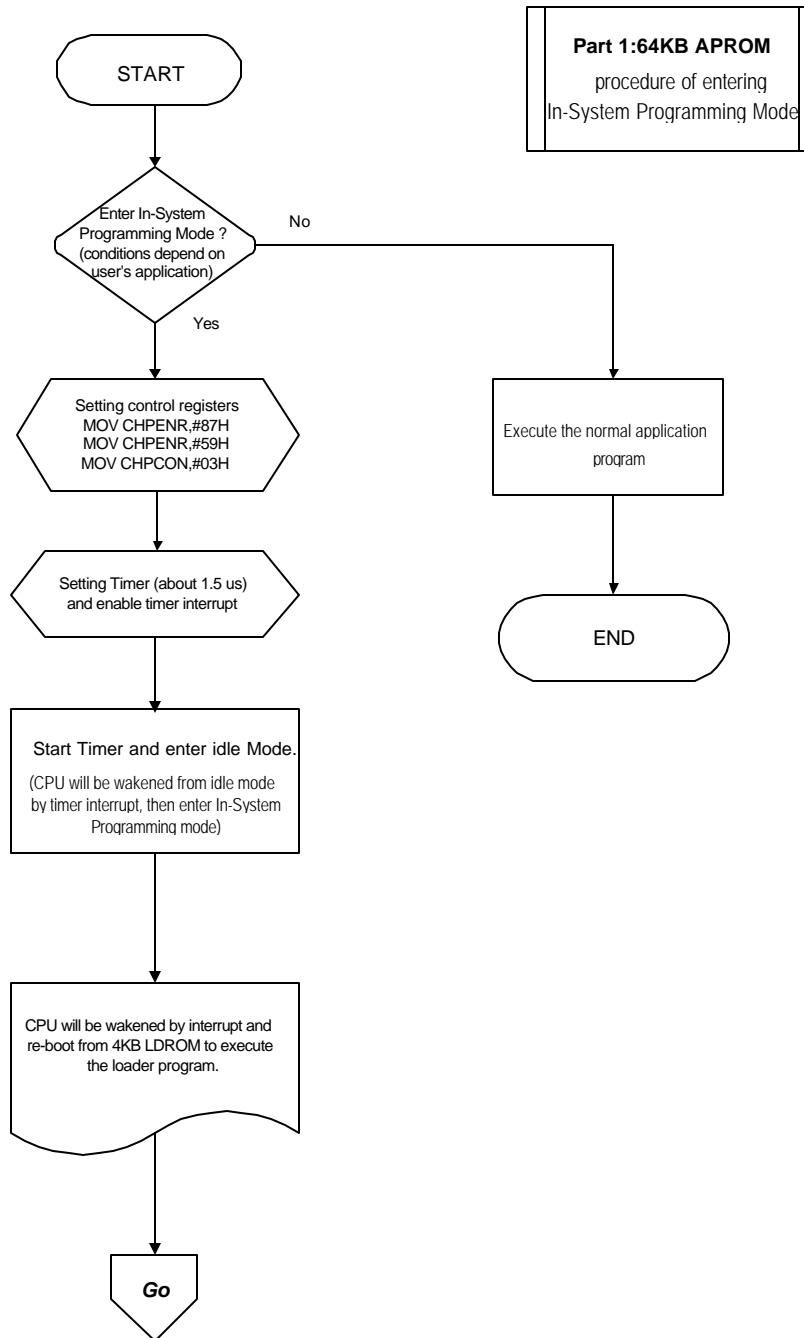 Part 1:64KB APROM
procedure of entering
In-System Programming Mode
START
Enter In-System
Programming Mode ?
(conditions depend on
user's application)
No
Yes
Setting control registers
MOV CHPENR,#87H
MOV CHPENR,#59H
MOV CHPCON,#03H
Execute the normal application
program
Setting Timer (about 1.5 us)
and enable timer interrupt
END
Start Timer and enter idle Mode.
(CPU will be wakened from idle mode
by timer interrupt, then enter In-System
Programming mode)
CPU will be wakened by interrupt and
re-boot from 4KB LDROM to execute
the loader program.
Go